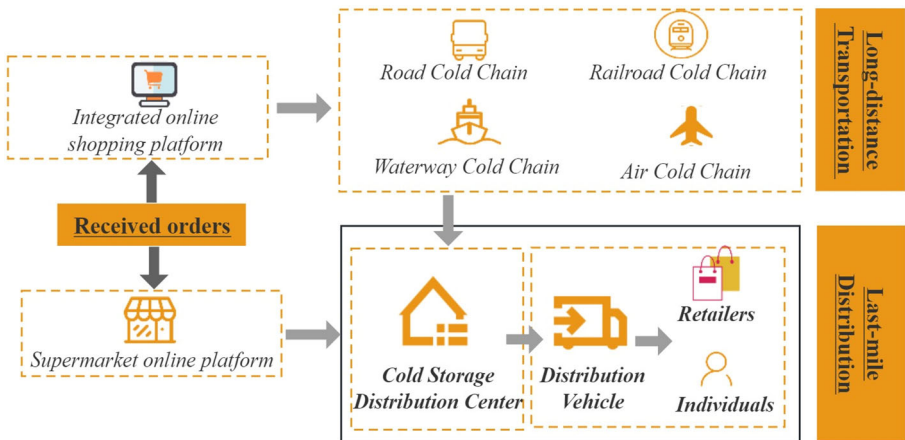 Road Cold Chain
Railroad Cold Chain
Waterway Cold Chain
Air Cold Chain
Long-distance
Transportation
Integrated online
shopping platform
Received orders
Supermarket online platform
Cold Storage
Distribution Center
Distribution
Vehicle
Retailers
Individuals
Last-mile
Distribution